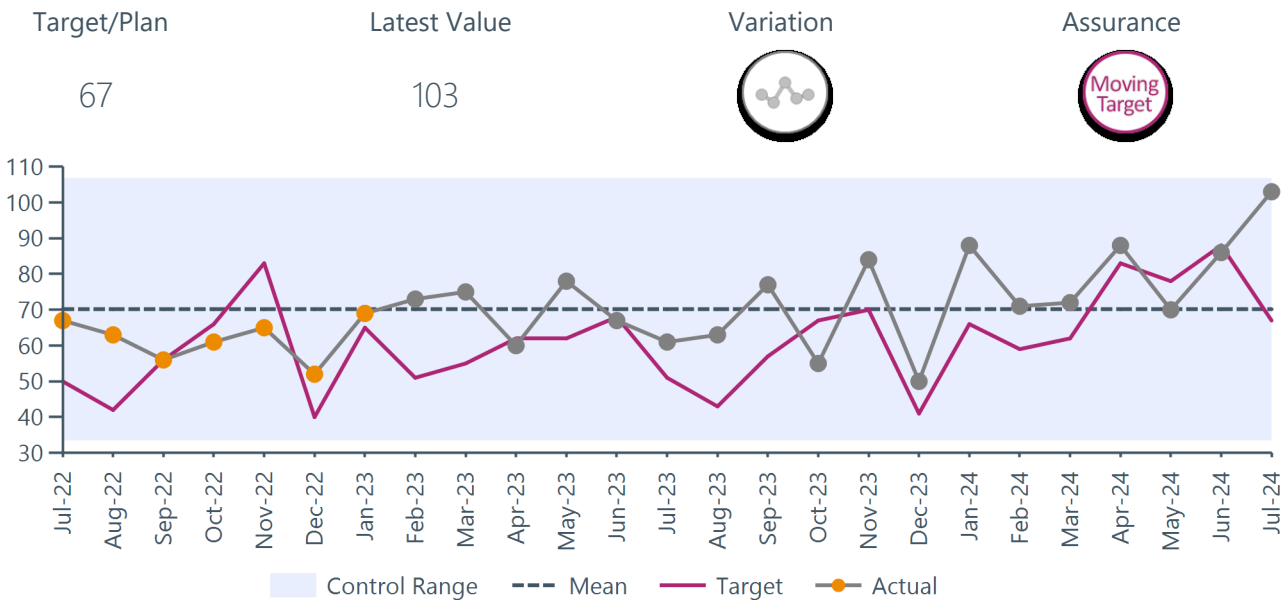 Target/Plan Latest Value Variation Assurance
67 103 Moving
Target
110
100
90
80
70
60
50
40
30
Jul-22 Aug-22 Sep-22 Oct-22 Nov-22 Dec-22 Jan-23 Feb-23 Mar-23 Apr-23 May-23 Jun-23 Jul-23 Aug-23 Sep-23 Oct-23 Nov-23 Dec-23 Jan-24 Feb-24 Mar-24 Apr-24 May-24 Jun-24 Jul-24
Control Range Mean Target Actual